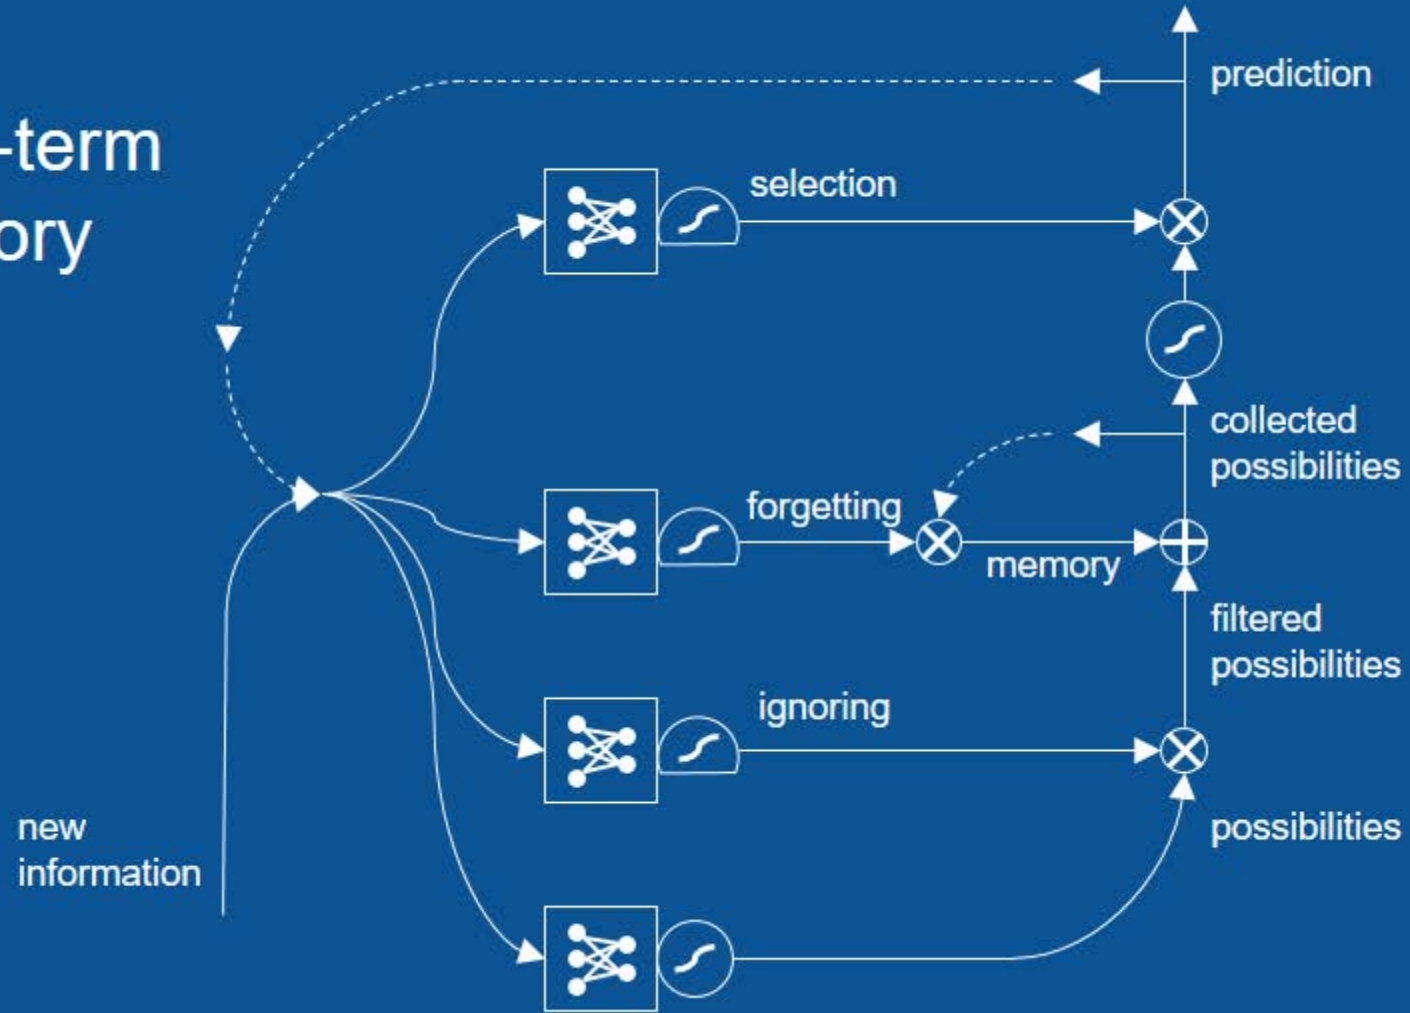 -term
ory
prediction
selection
collected
possibilities
forgetting
memory
filtered
possibilities
ignoring
new
information
possibilities